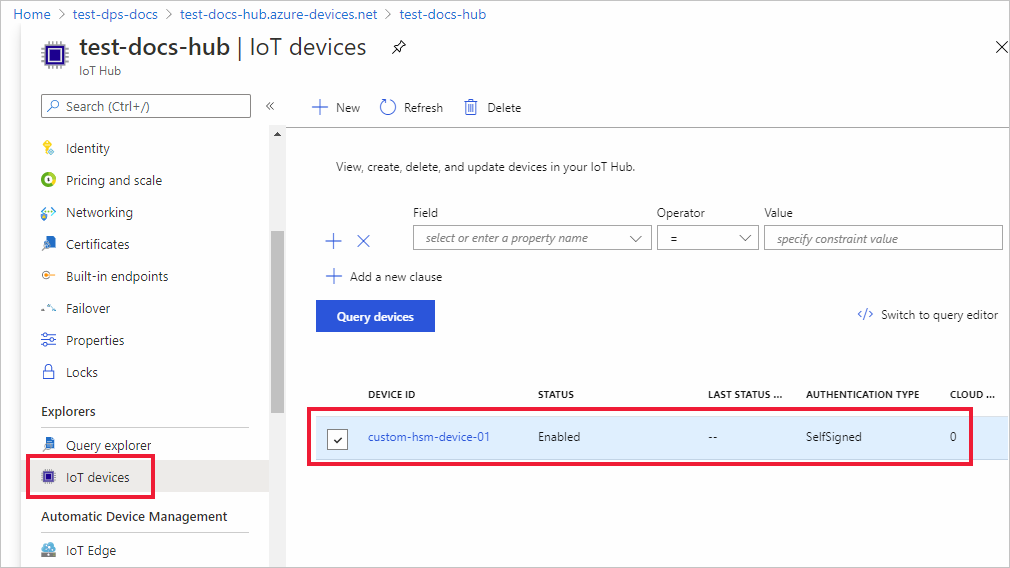 Home > test-dps-docs > test-docs-hub.azure-devices.net > test-docs-hub
test-docs-hub | IoT devices
IoT Hub
Search (Ctrl+/)
«
New
Refresh
Delete
Identity
Pricing and scale
Networking
Certificates
Built-in endpoints
Failover
Properties
Locks
Explorers
Query explorer
IoT devices
Automatic Device Management
IoT Edge
View, create, delete, and update devices in your IoT Hub.
Field Operator Value
select or enter a property name = specify constraint value
Add a new clause
Query devices
</> Switch to query editor
DEVICE ID STATUS LAST STATUS ... AUTHENTICATION TYPE CLOUD ...
custom-hsm-device-01 Enabled -- SelfSigned 0